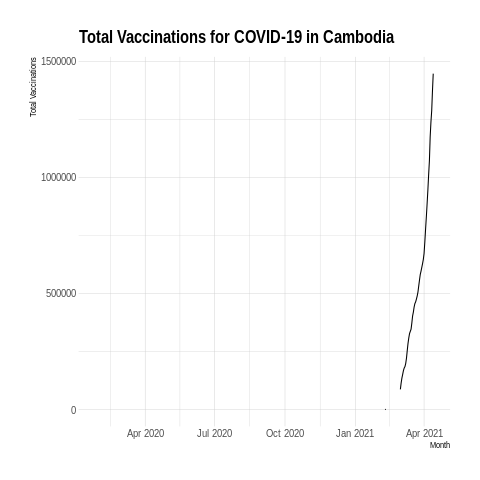 Total Vaccinations for COVID-19 in Cambodia
Total Vaccinations
1500000
1000000
500000
0
Apr 2020 Jul 2020 Oct 2020 Jan 2021 Apr 2021
Month